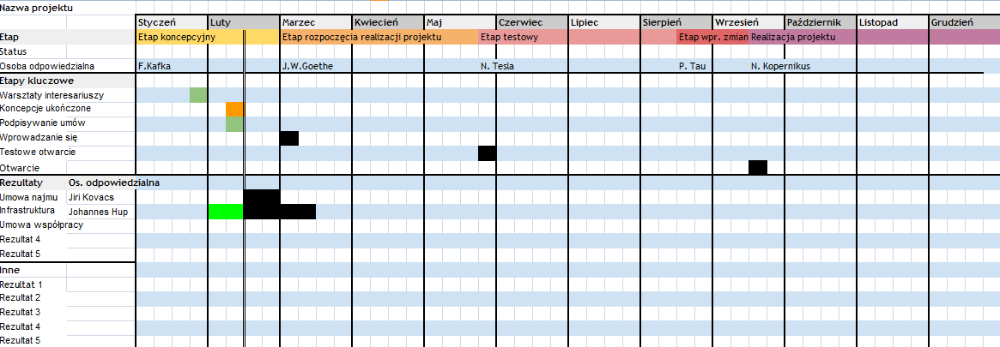 Nazwa projektu
Styczeń Luty Marzec Kwiecień Maj Czerwiec Lipiec Sierpień Wrzesień Październik Listopad Grudzień
Etap Etap koncepcyjny Etap rozpoczęcia realizacji projektu Etap testowy Etap wpr. zmian Realizacja projektu
Status
Osoba odpowiedzialna F.Kafka J.W.Goethe N. Tesla P. Tau N. Kopernikus
Etapy kluczowe
Warsztaty interesariuszy
Koncepcje ukończone
Podpisywanie umów
Wprowadzanie się
Testowe otwarcie
Otwarcie
Rezultaty Os. odpowiedzialna
Umowa najmu Jiri Kovacs
Infrastruktura Johannes Hup
Umowa współpracy
Rezultat 4
Rezultat 5
Inne
Rezultat 1
Rezultat 2
Rezultat 3
Rezultat 4
Rezultat 5